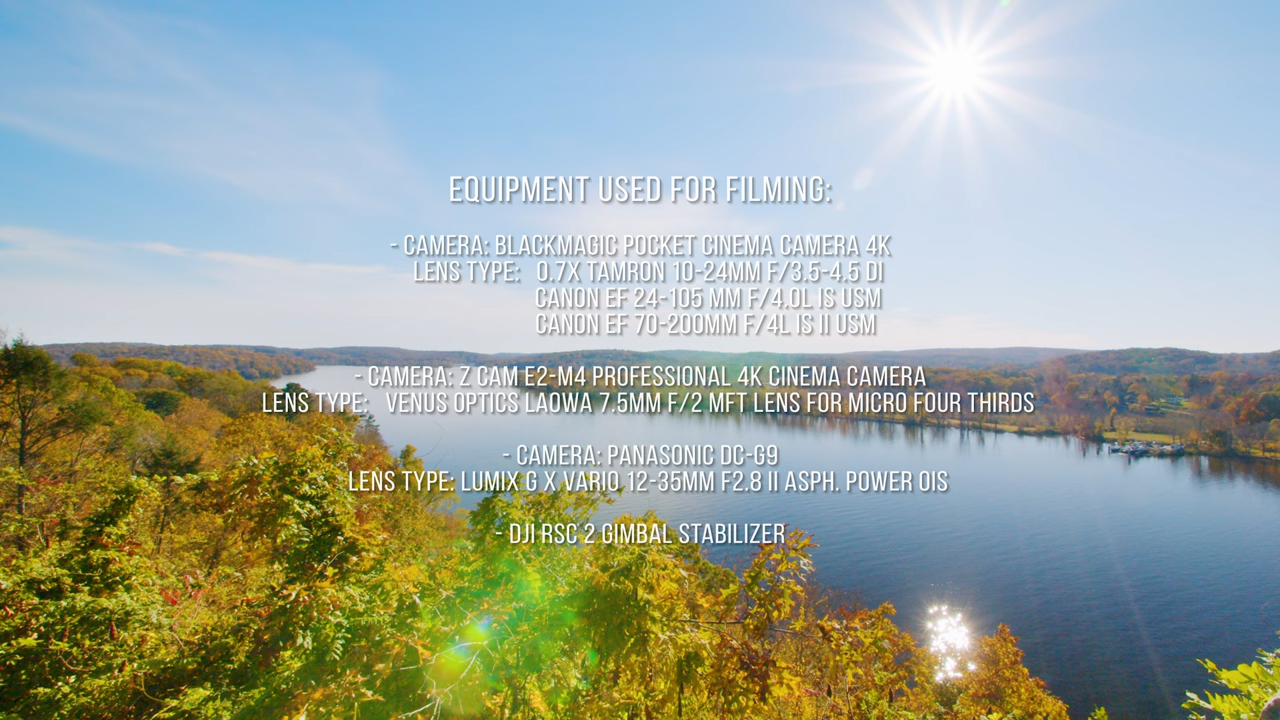 EQUIPMENT USED FOR FILMING:
- CAMERA: BLACKMAGIC POCKET CINEMA CAMERA 4K
LENS TYPE: 0.7X TAMRON 10-24MM F/3.5-4.5 DI
CANON EF 24-105 MM F/4.0L IS USM
CANON EF 70-200MM F/4L IS II USM
- CAMERA: Z CAM E2-M4 PROFESSIONAL 4K CINEMA CAMERA
LENS TYPE: VENUS OPTICS LAOWA 7.5MM F/2 MFT LENS FOR MICRO FOUR THIRDS
- CAMERA: PANASONIC DC-G9
LENS TYPE: LUMIX G X VARIO 12-35MM F2.8 II ASPH. POWER OIS
- DJI RSC 2 GIMBAL STABILIZER